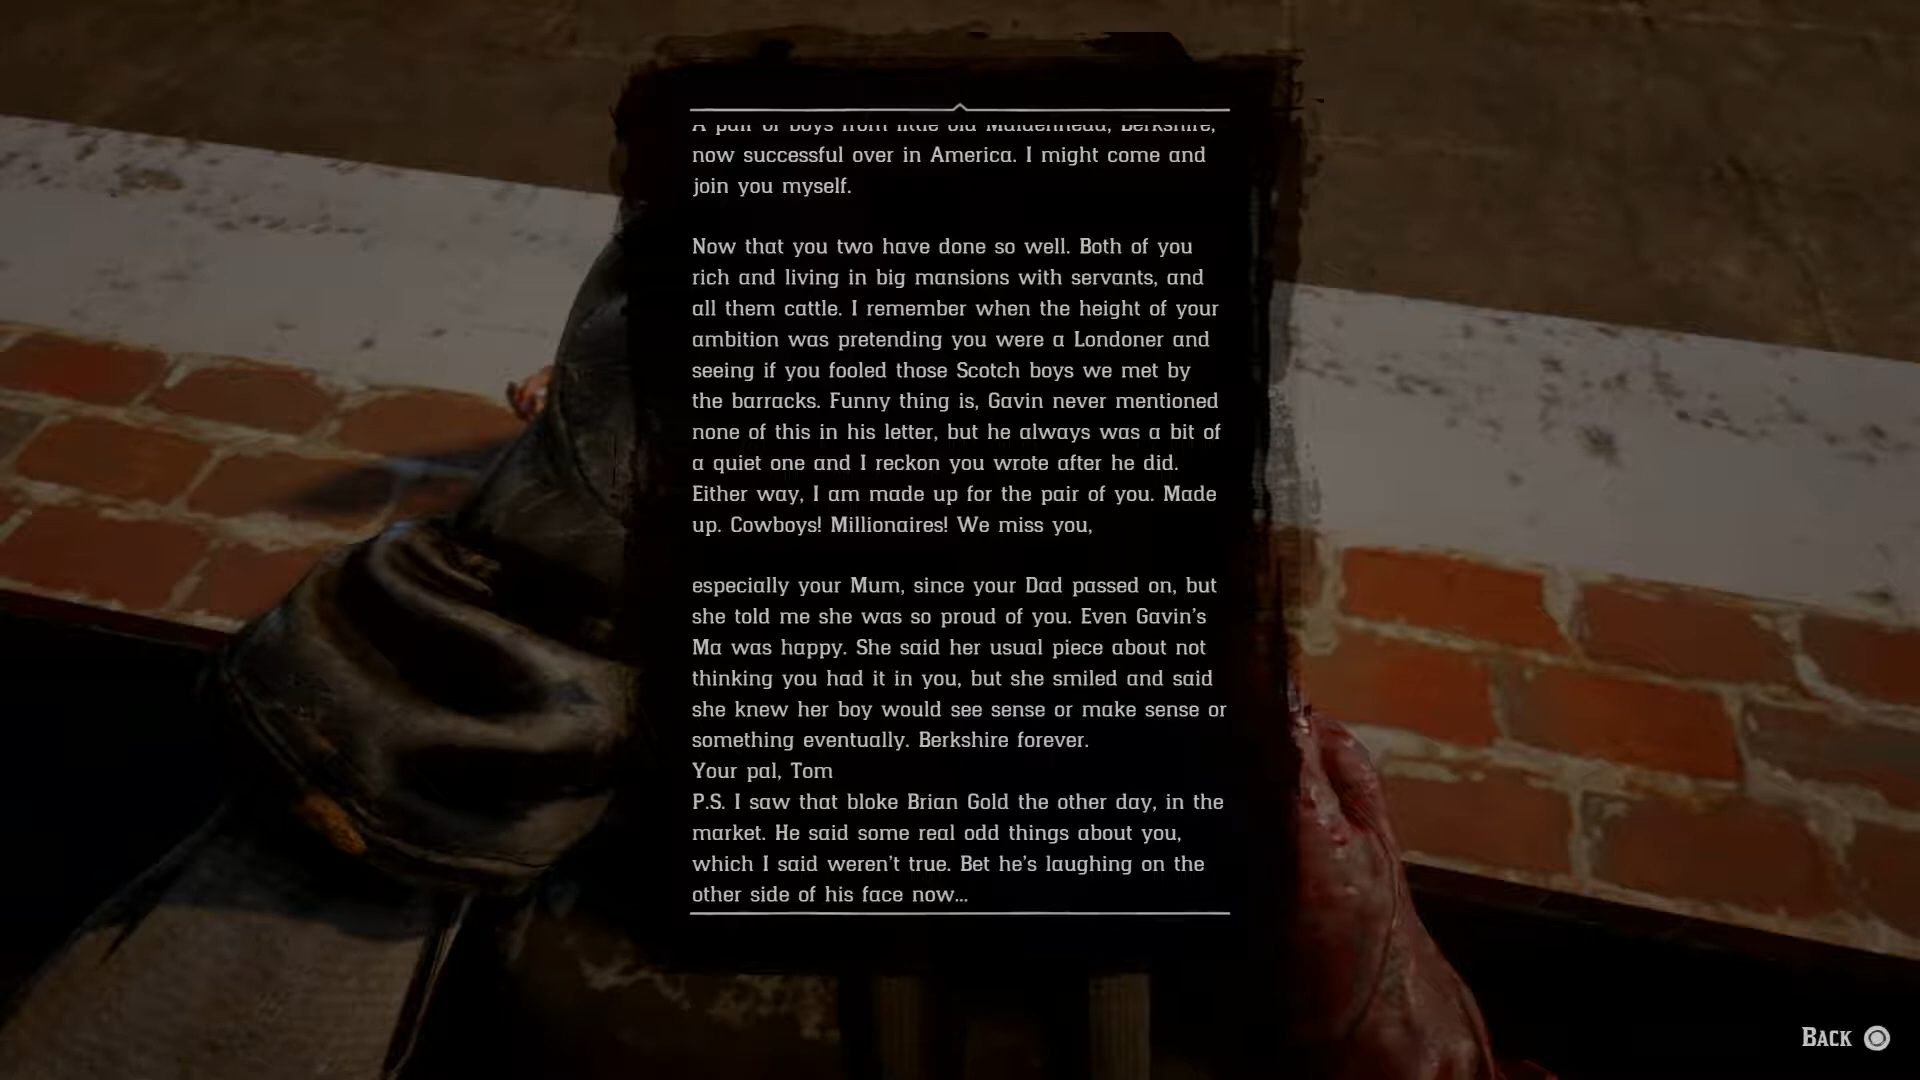 A pair of boys from little old Maidenhead, Berkshire,
now successful over in America. I might come and
join you myself.
Now that you two have done so well. Both of you
rich and living in big mansions with servants, and
all them cattle. I remember when the height of your
ambition was pretending you were a Londoner and
seeing if you fooled those Scotch boys we met by
the barracks. Funny thing is, Gavin never mentioned
none of this in his letter, but he always was a bit of
a quiet one and I reckon you wrote after he did.
Either way, I am made up for the pair of you. Made
up. Cowboys! Millionaires! We miss you,
especially your Mum, since your Dad passed on, but
she told me she was so proud of you. Even Gavin's
Ma was happy. She said her usual piece about not
thinking you had it in you, but she smiled and said
she knew her boy would see sense or make sense or
something eventually. Berkshire forever.
Your pal, Tom
P.S. I saw that bloke Brian Gold the other day, in the
market. He said some real odd things about you,
which I said weren't true. Bet he's laughing on the
other side of his face now...
Back